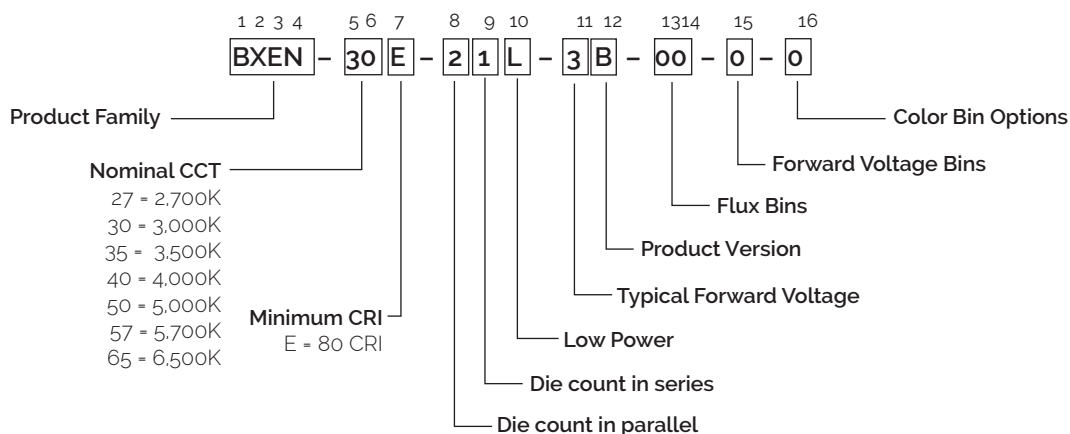 1 2 3 4 5 6 7 8 9 10 11 12 1314 15 16
BXEN – 30 E – 2 1 L – 3 B – 00 – 0 – 0
Product Family
Color Bin Options
Nominal CCT
27 = 2,700K
30 = 3,000K
35 = 3,500K
40 = 4,000K
50 = 5,000K
57 = 5,700K
65 = 6,500K
Forward Voltage Bins
Flux Bins
Product Version
Typical Forward Voltage
Minimum CRI
E = 80 CRI
Low Power
Die count in series
Die count in parallel